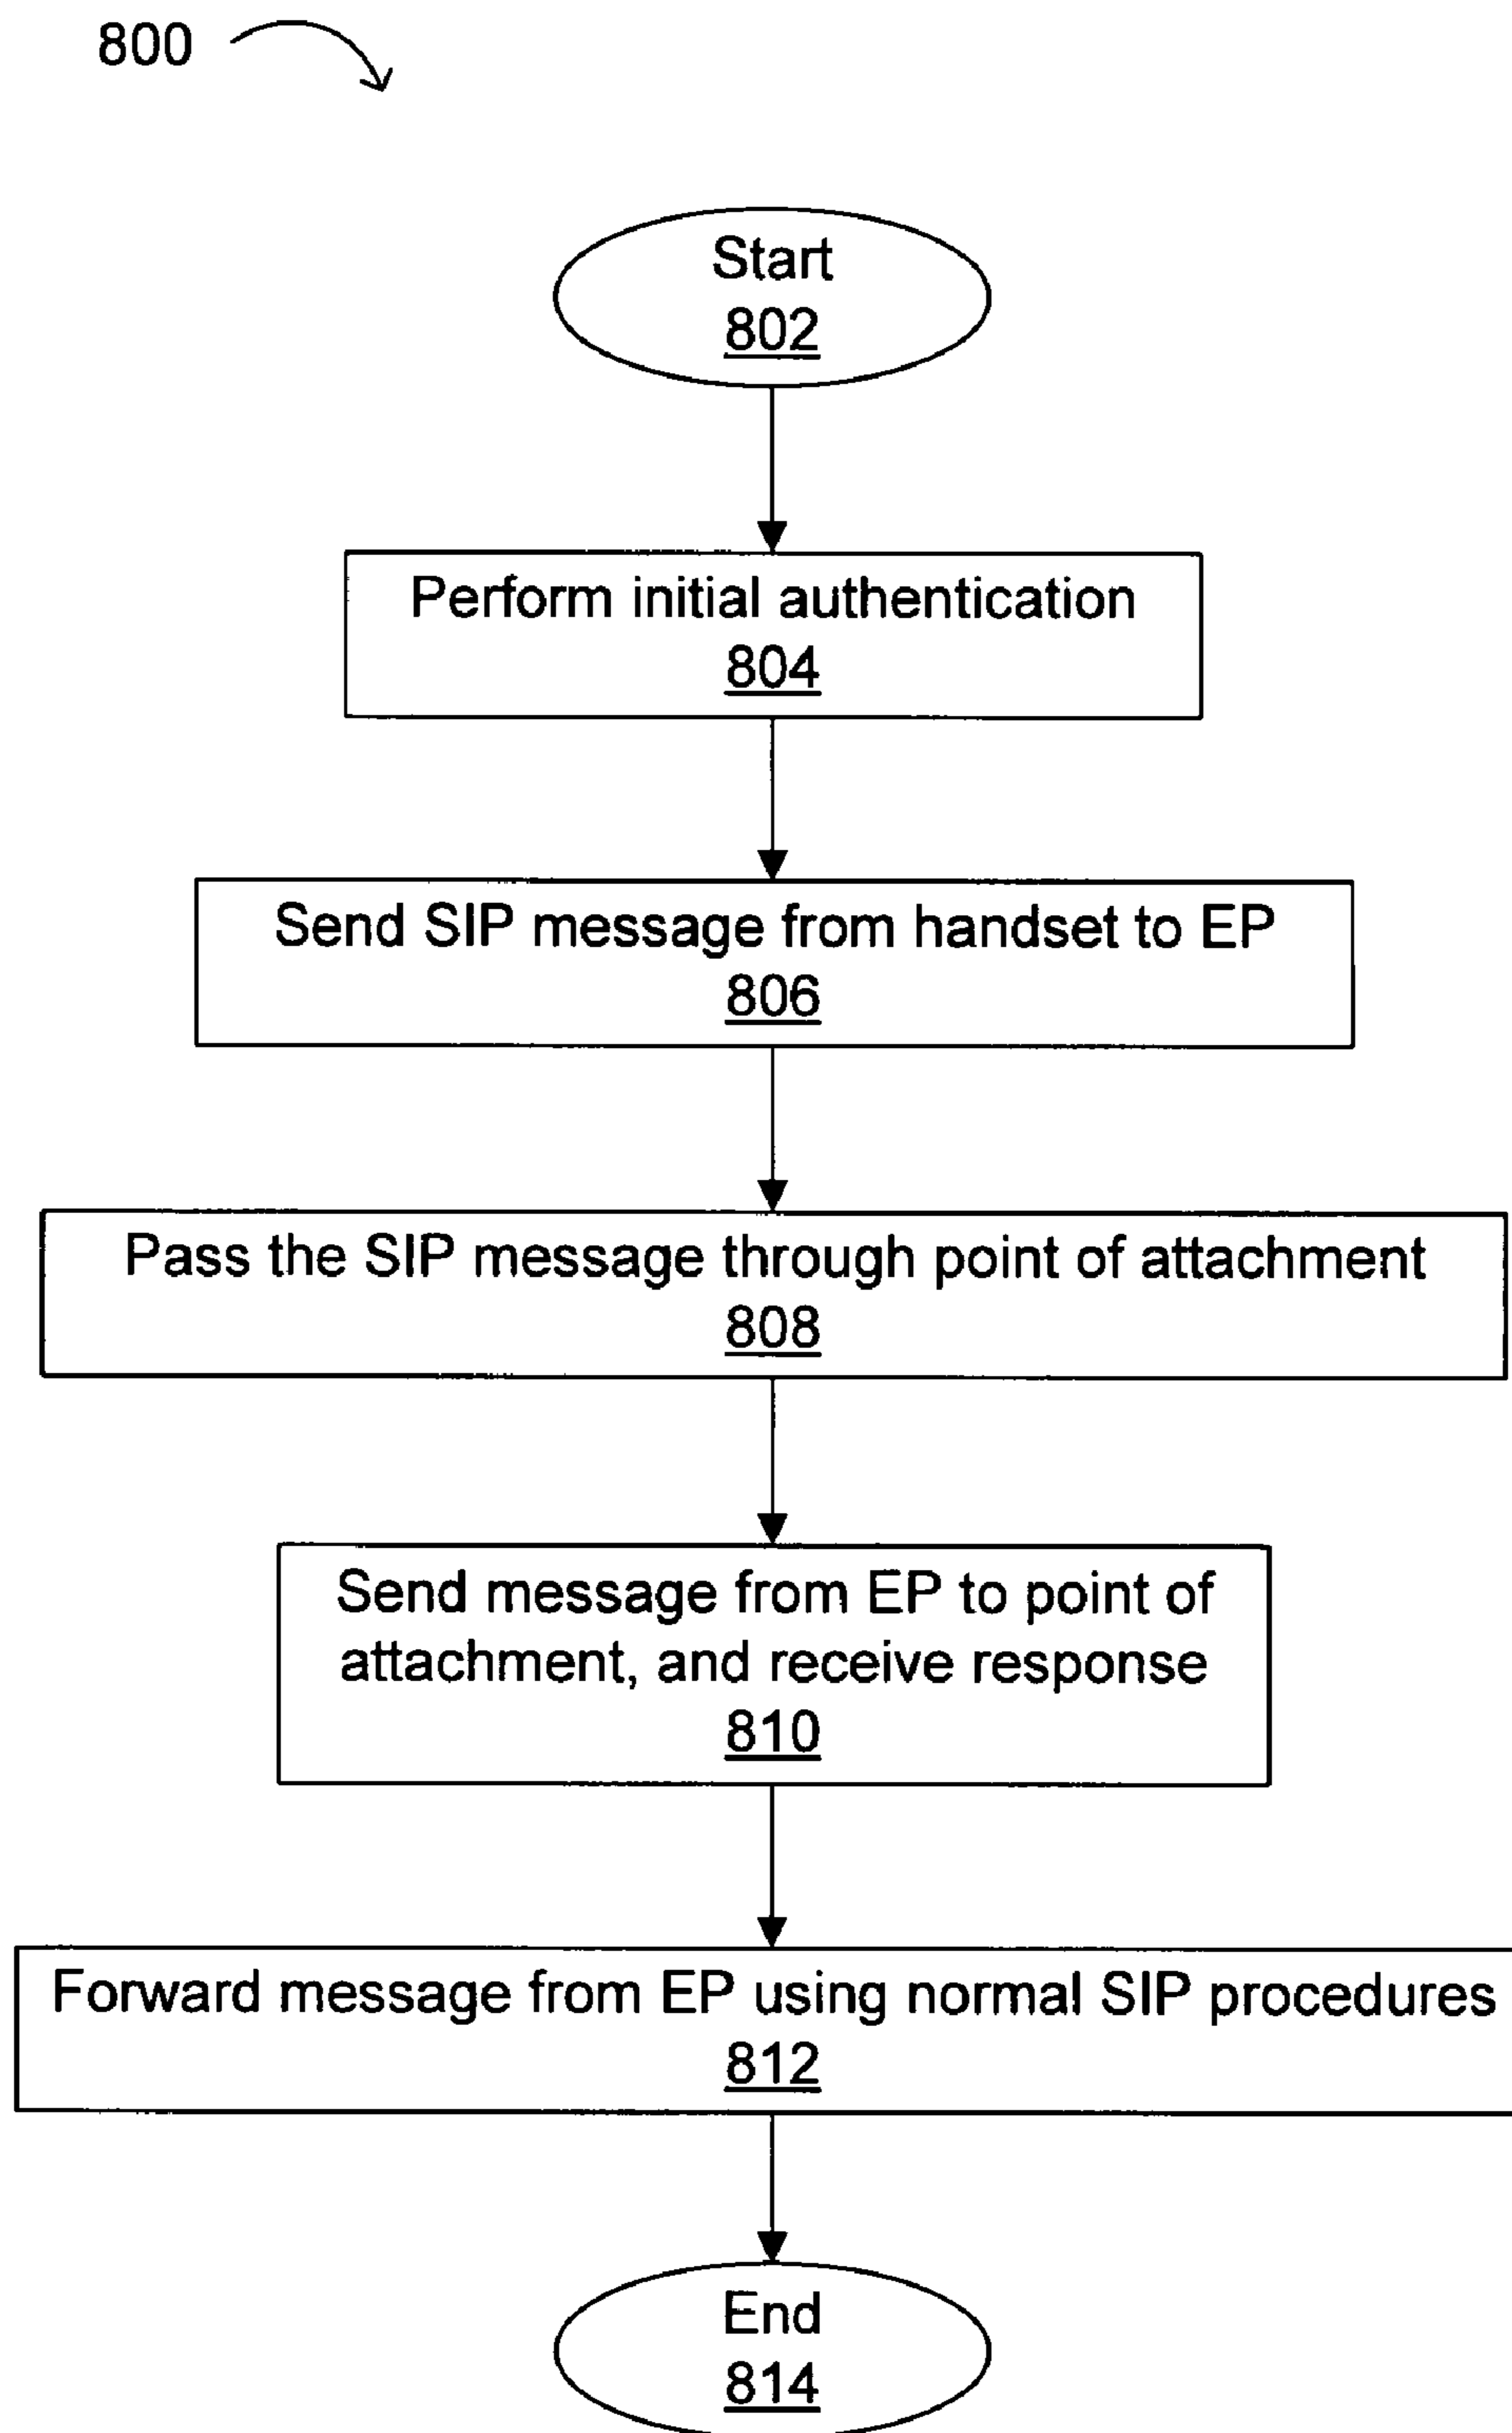 800
Start
802
Perform initial authentication
804
Send SIP message from handset to EP
806
Pass the SIP message through point of attachment
808
Send message from EP to point of
attachment, and receive response
810
Forward message from EP using normal SIP procedures
812
End
814